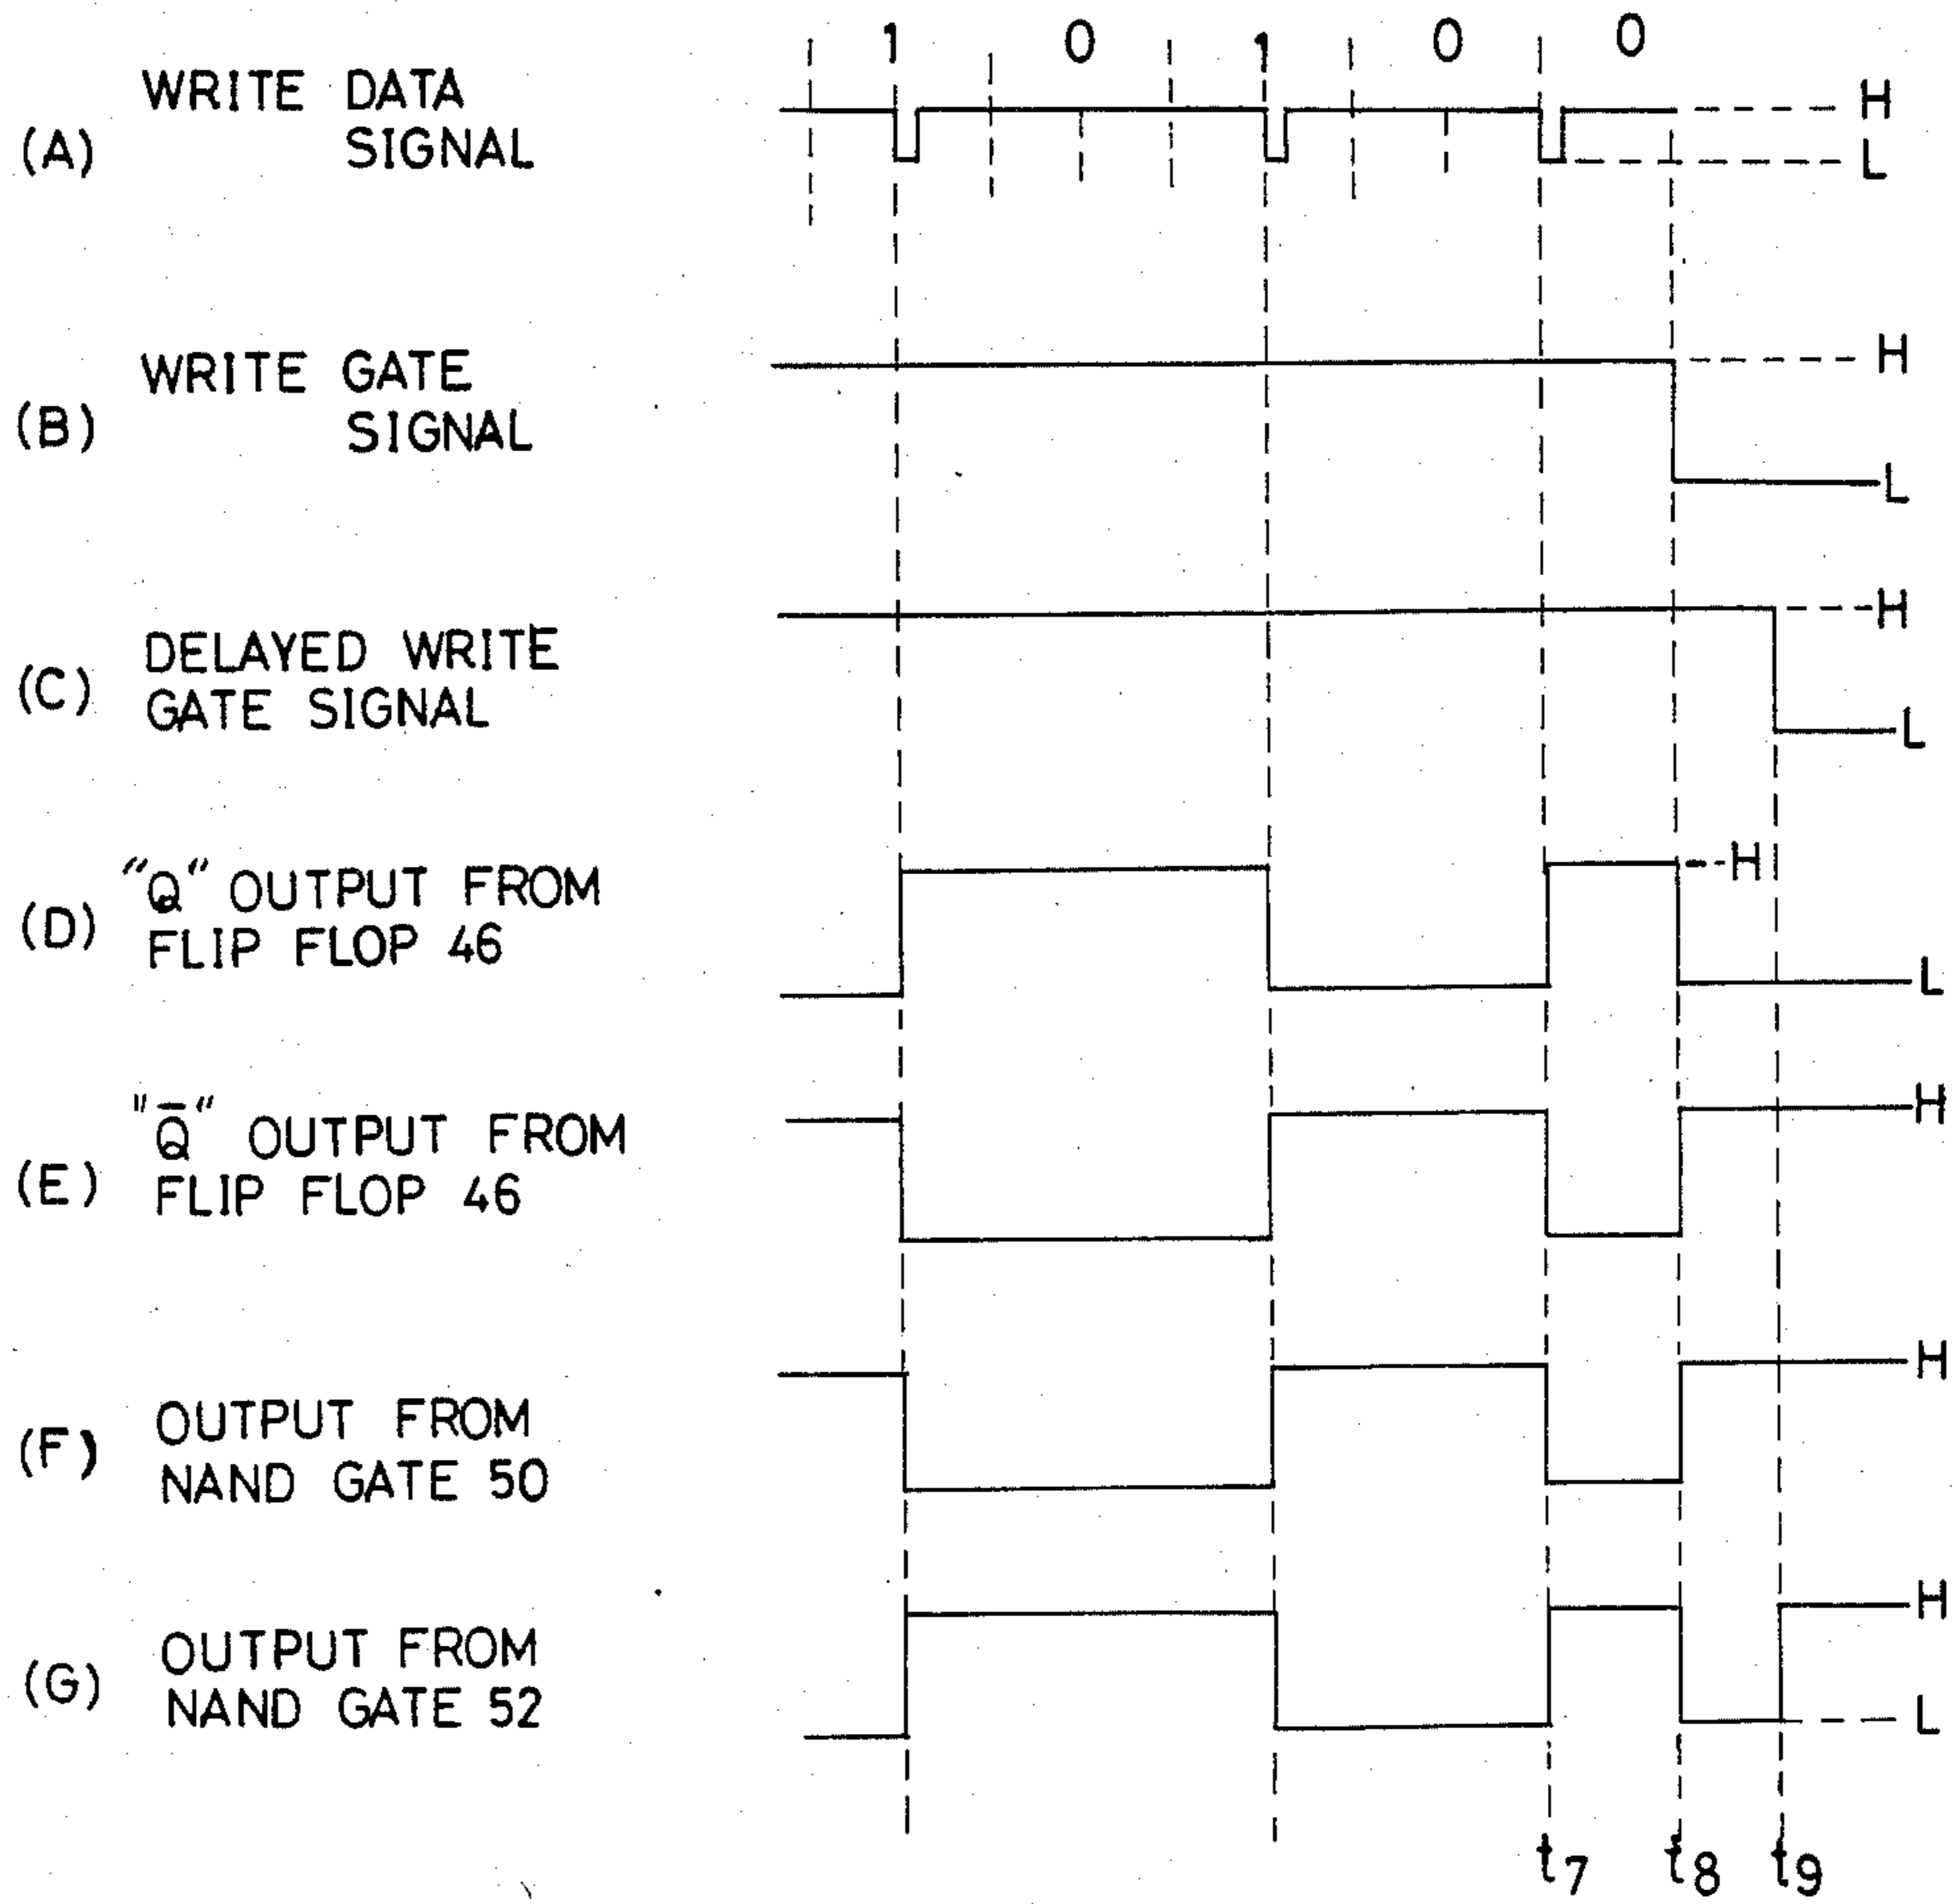 1 0 1 0 0
WRITE DATA
(A) SIGNAL
H
L
WRITE GATE
(B) SIGNAL
H
L
DELAYED WRITE
(C) GATE SIGNAL
H
L
"Q" OUTPUT FROM
(D) FLIP FLOP 46
H
L
"Q̅" OUTPUT FROM
(E) FLIP FLOP 46
H
OUTPUT FROM
(F) NAND GATE 50
H
OUTPUT FROM
(G) NAND GATE 52
H
L
t7 t8 t9